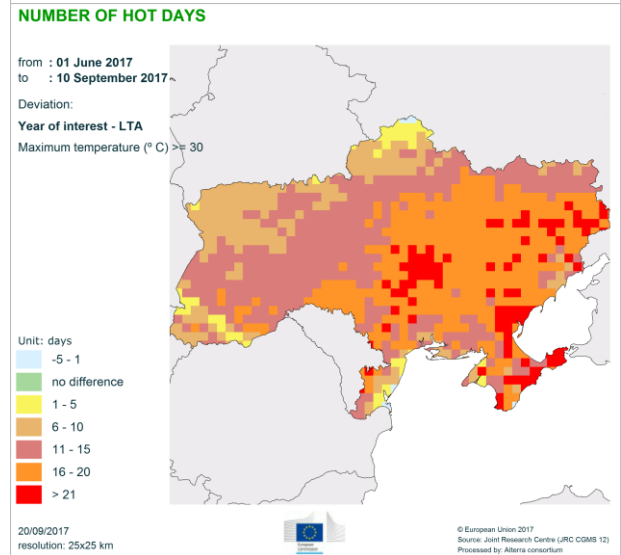 NUMBER OF HOT DAYS
from : 01 June 2017
to : 10 September 2017
Deviation:
Year of interest - LTA
Maximum temperature (º C) >= 30
Unit: days
-5 - 1
no difference
1 - 5
6 - 10
11 - 15
16 - 20
> 21
20/09/2017
resolution: 25x25 km
European
Commission
© European Union 2017
Source: Joint Research Centre (JRC CGMS 12)
Processed by: Alterra consortium